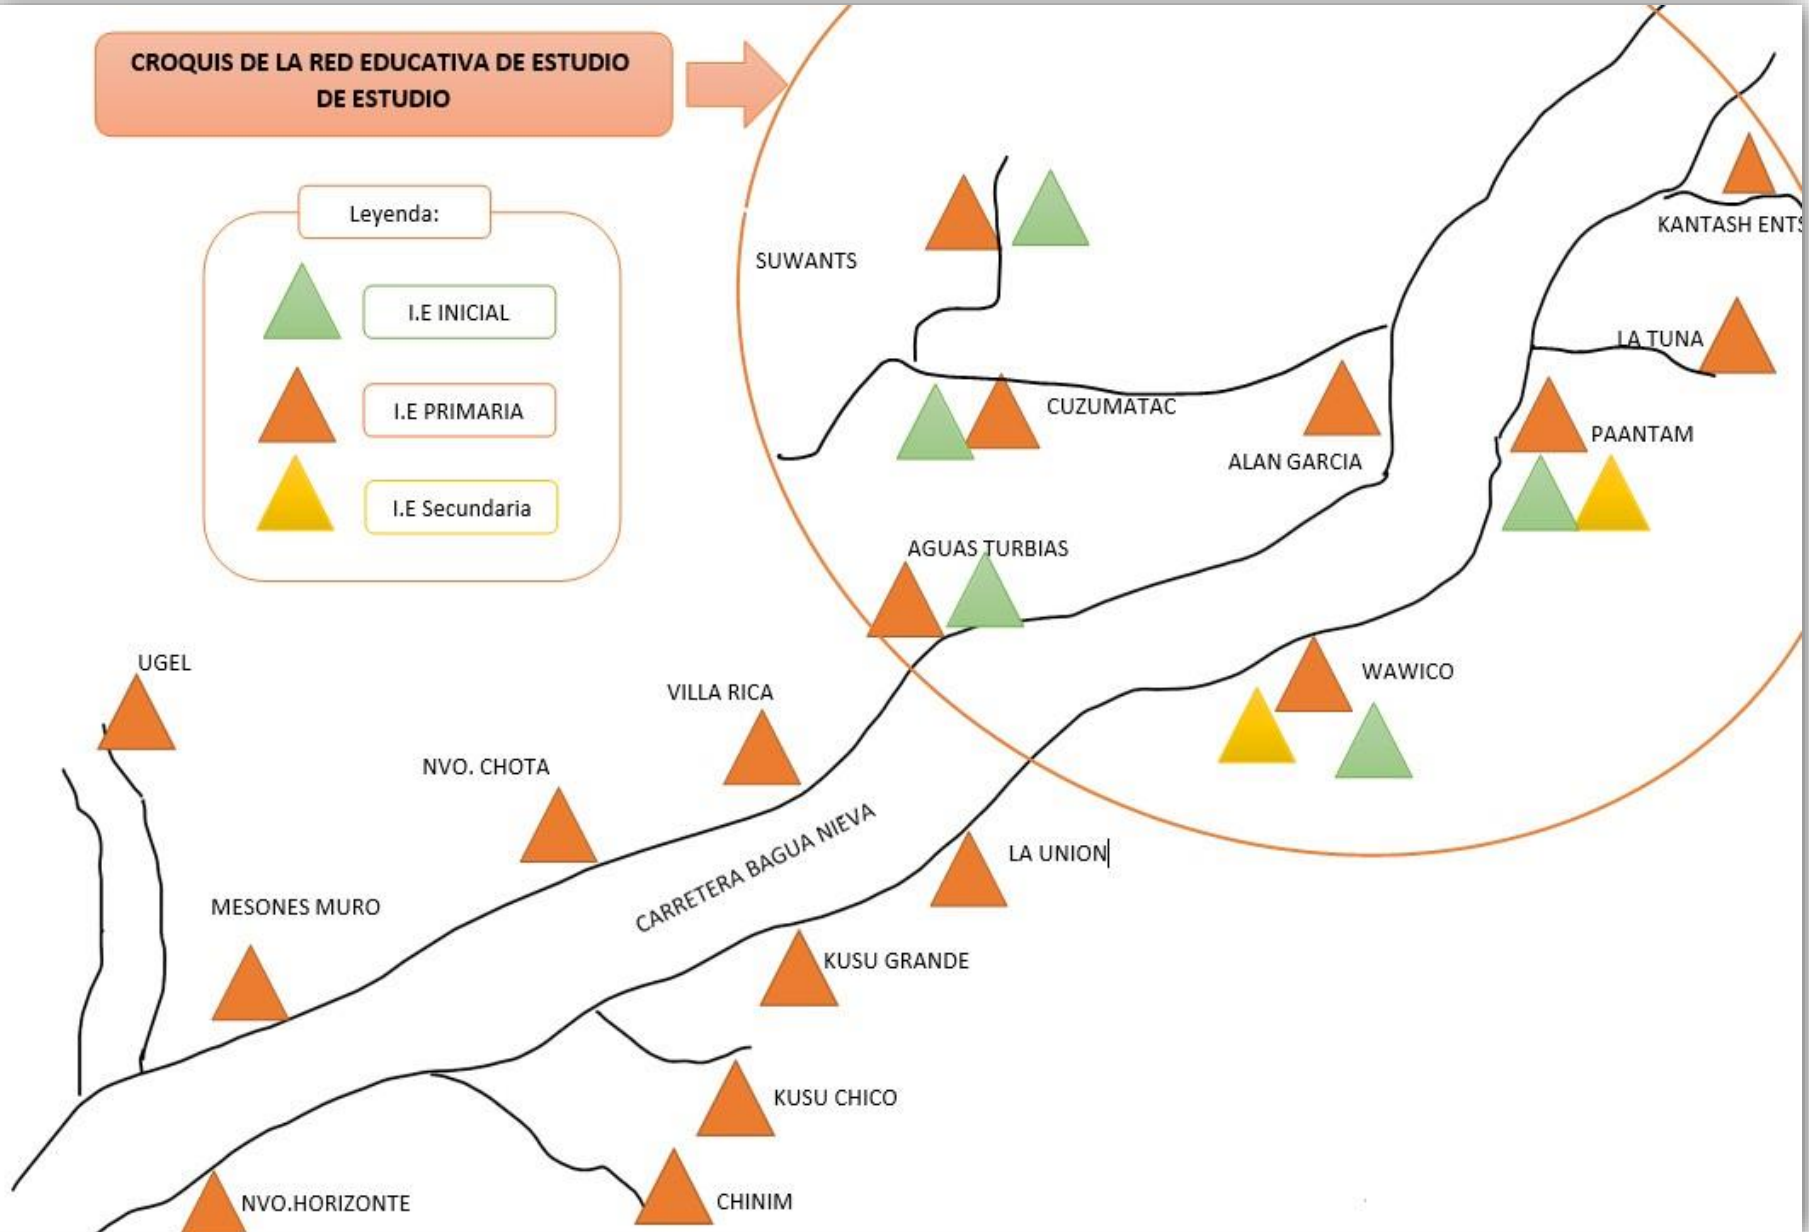 CROQUIS DE LA RED EDUCATIVA DE ESTUDIO
DE ESTUDIO
Leyenda:
I.E INICIAL
I.E PRIMARIA
I.E Secundaria
SUWANTS
KANTASH ENTS
LA TUNA
CUZUMATAC
PAANTAM
ALAN GARCIA
AGUAS TURBIAS
UGEL
WAWICO
VILLA RICA
NVO. CHOTA
CARRETERA BAGUA NIEVA
LA UNION
MESONES MURO
KUSU GRANDE
KUSU CHICO
NVO.HORIZONTE
CHINIM